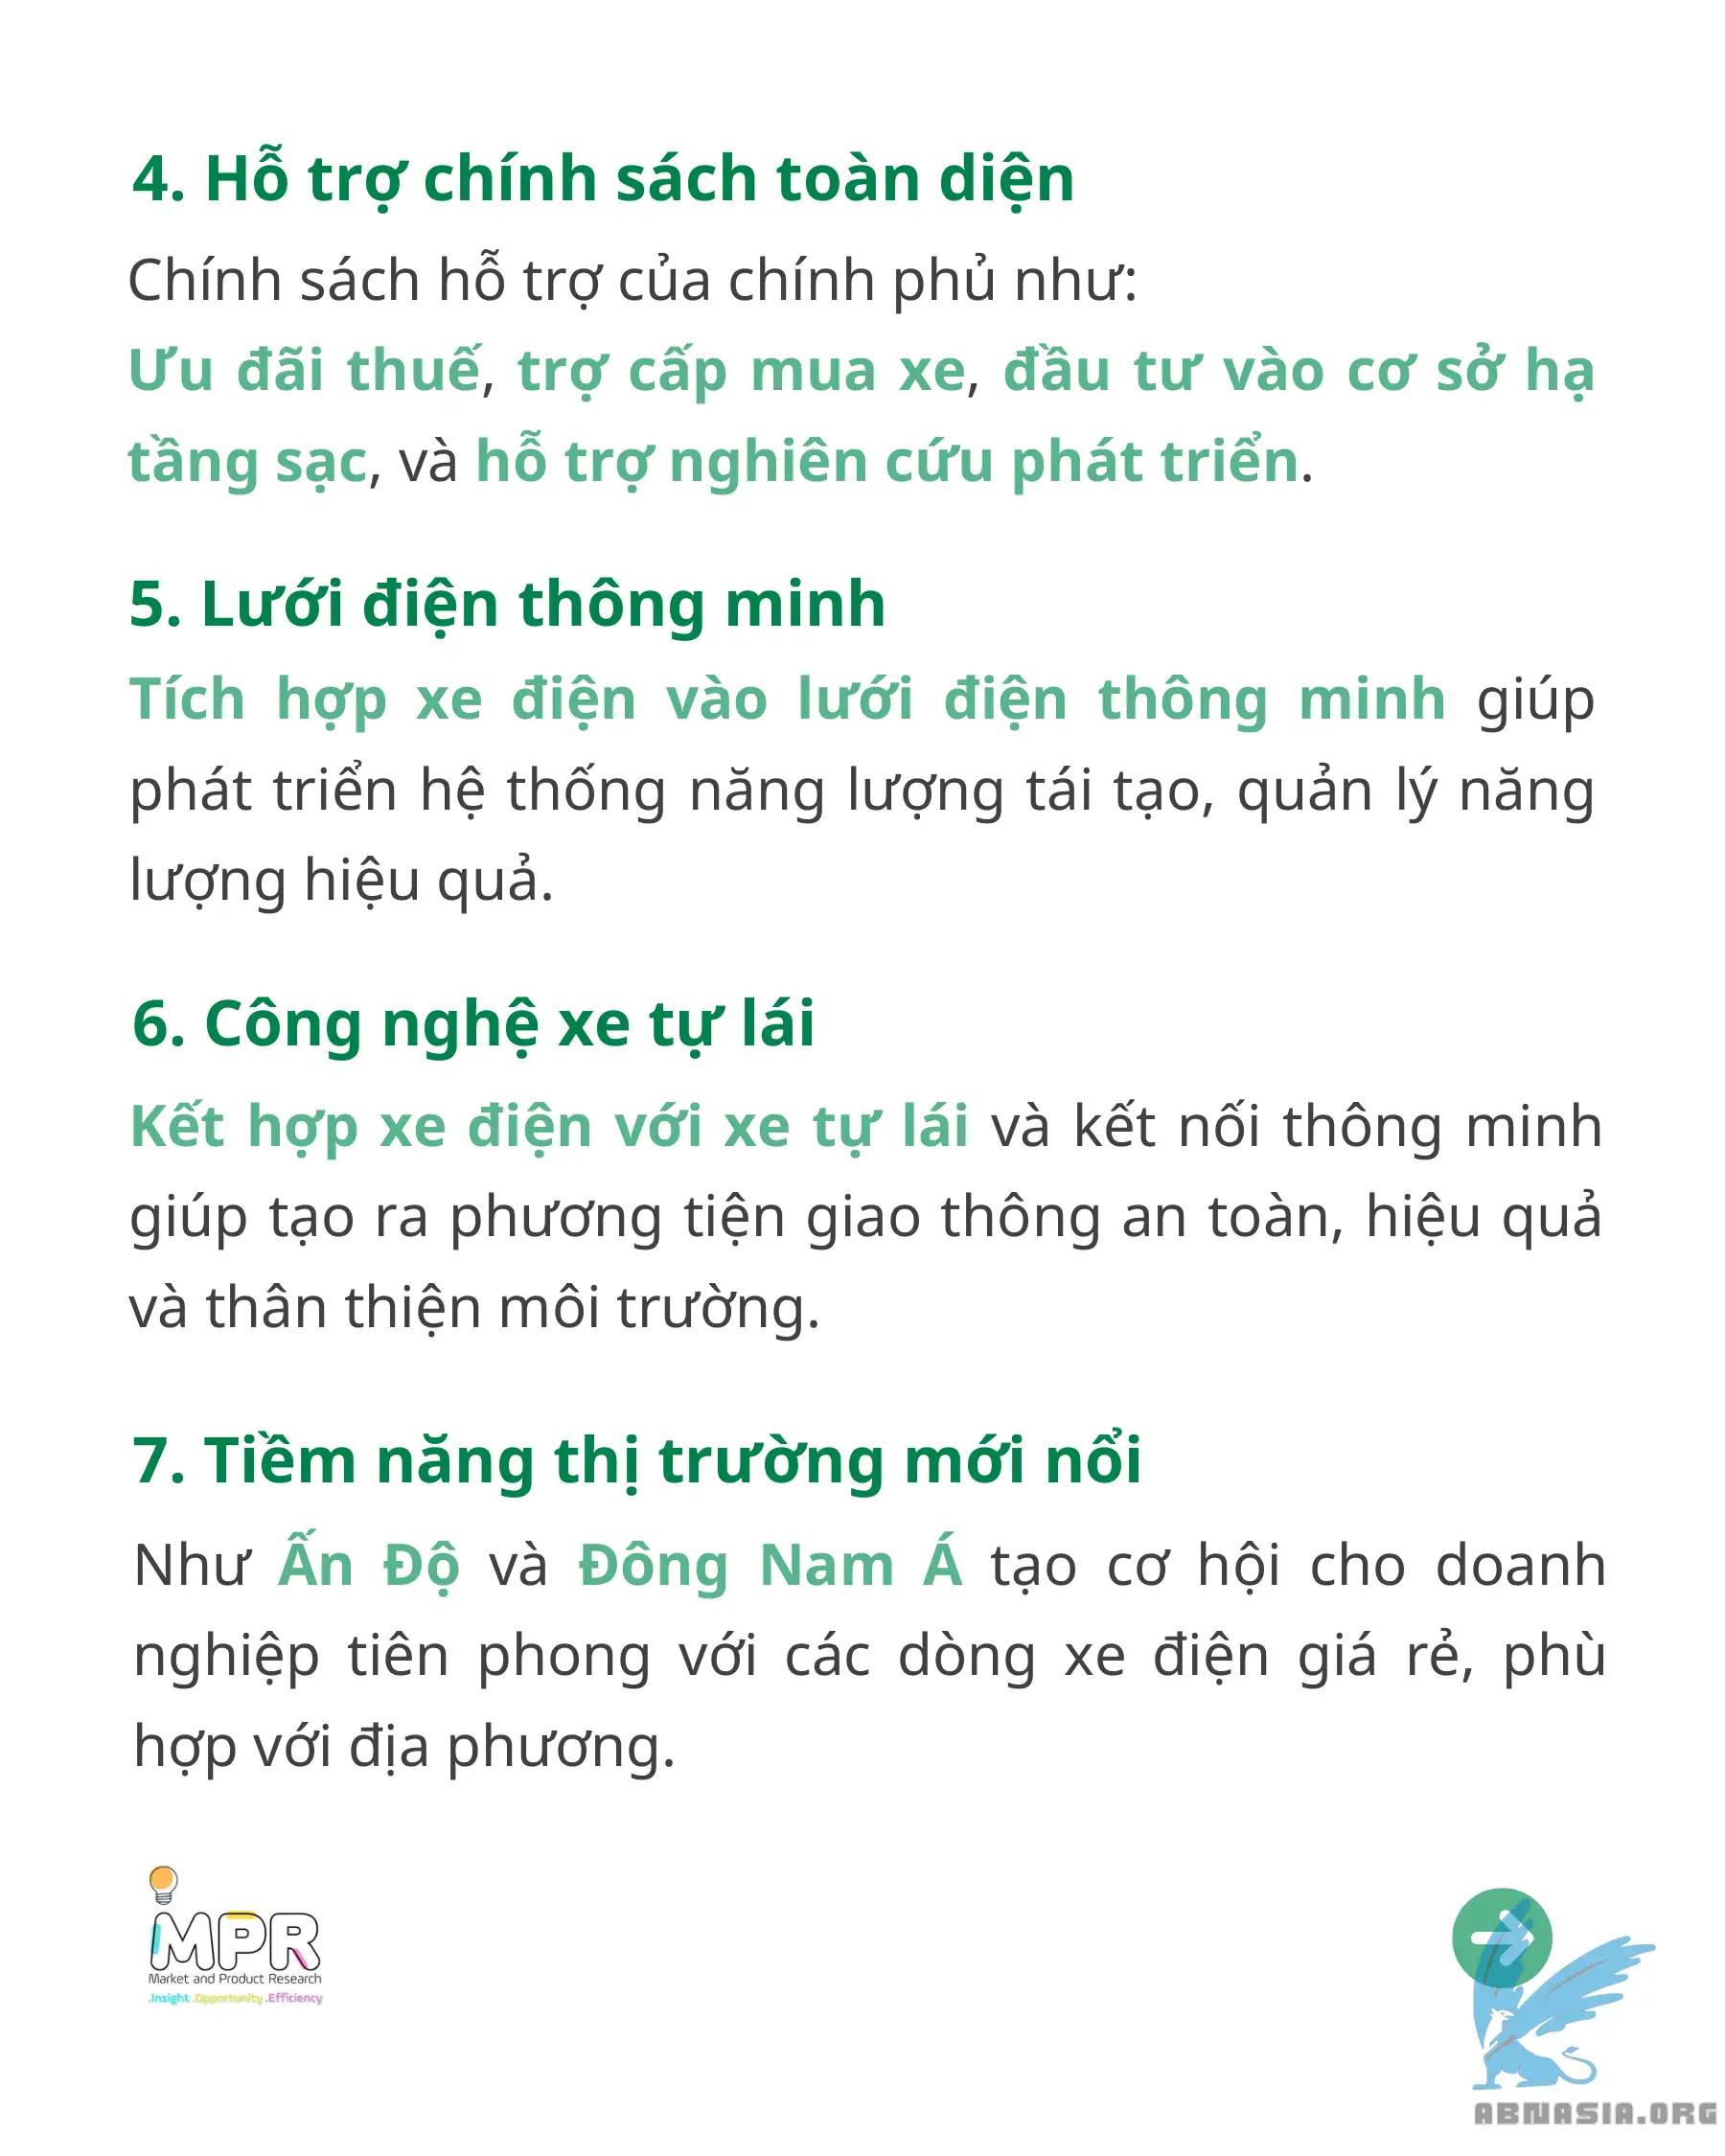 4. Hỗ trợ chính sách toàn diện
Chính sách hỗ trợ của chính phủ như:
Ưu đãi thuế, trợ cấp mua xe, đầu tư vào cơ sở hạ
tầng sạc, và hỗ trợ nghiên cứu phát triển.
5. Lưới điện thông minh
Tích hợp xe điện vào lưới điện thông minh giúp
phát triển hệ thống năng lượng tái tạo, quản lý năng
lượng hiệu quả.
6. Công nghệ xe tự lái
Kết hợp xe điện với xe tự lái và kết nối thông minh
giúp tạo ra phương tiện giao thông an toàn, hiệu quả
và thân thiện môi trường.
7. Tiềm năng thị trường mới nổi
Như Ấn Độ và Đông Nam Á tạo cơ hội cho doanh
nghiệp tiên phong với các dòng xe điện giá rẻ, phù
hợp với địa phương.
MPR
Market and Product Research
.Insight .Opportunity .Efficiency
ABNASIA.ORG